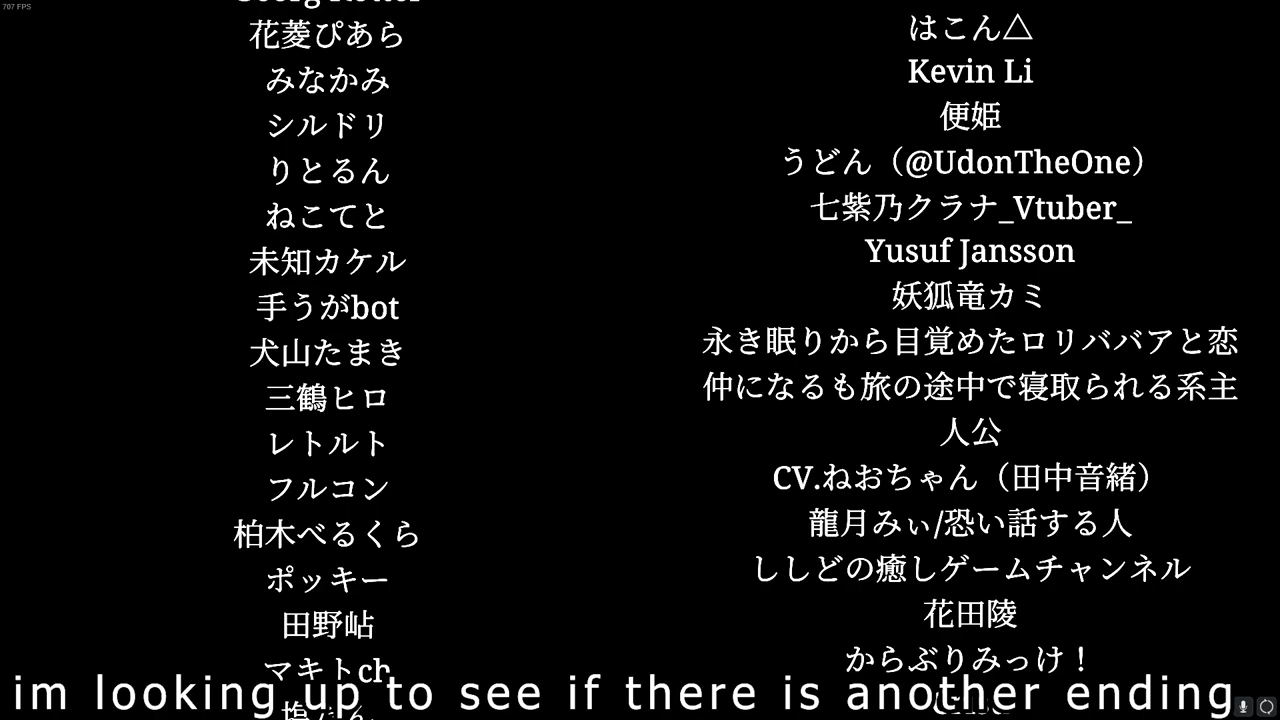 707 FPS
花菱ぴあら
みなかみ
シルドリ
りとるん
ねこてと
未知カケル
手うがbot
犬山たまき
三鶴ヒロ
レトルト
フルコン
柏木べるくら
ポッキー
田野岾
マキトch
はこん△
Kevin Li
便姫
うどん（@UdonTheOne）
七紫乃クラナ_Vtuber_
Yusuf Jansson
妖狐竜カミ
永き眠りから目覚めたロリババアと恋
仲になるも旅の途中で寝取られる系主
人公
CV.ねおちゃん（田中音緒）
龍月みぃ/恐い話する人
ししどの癒しゲームチャンネル
花田陵
からぶりみっけ！
im looking up to see if there is another ending